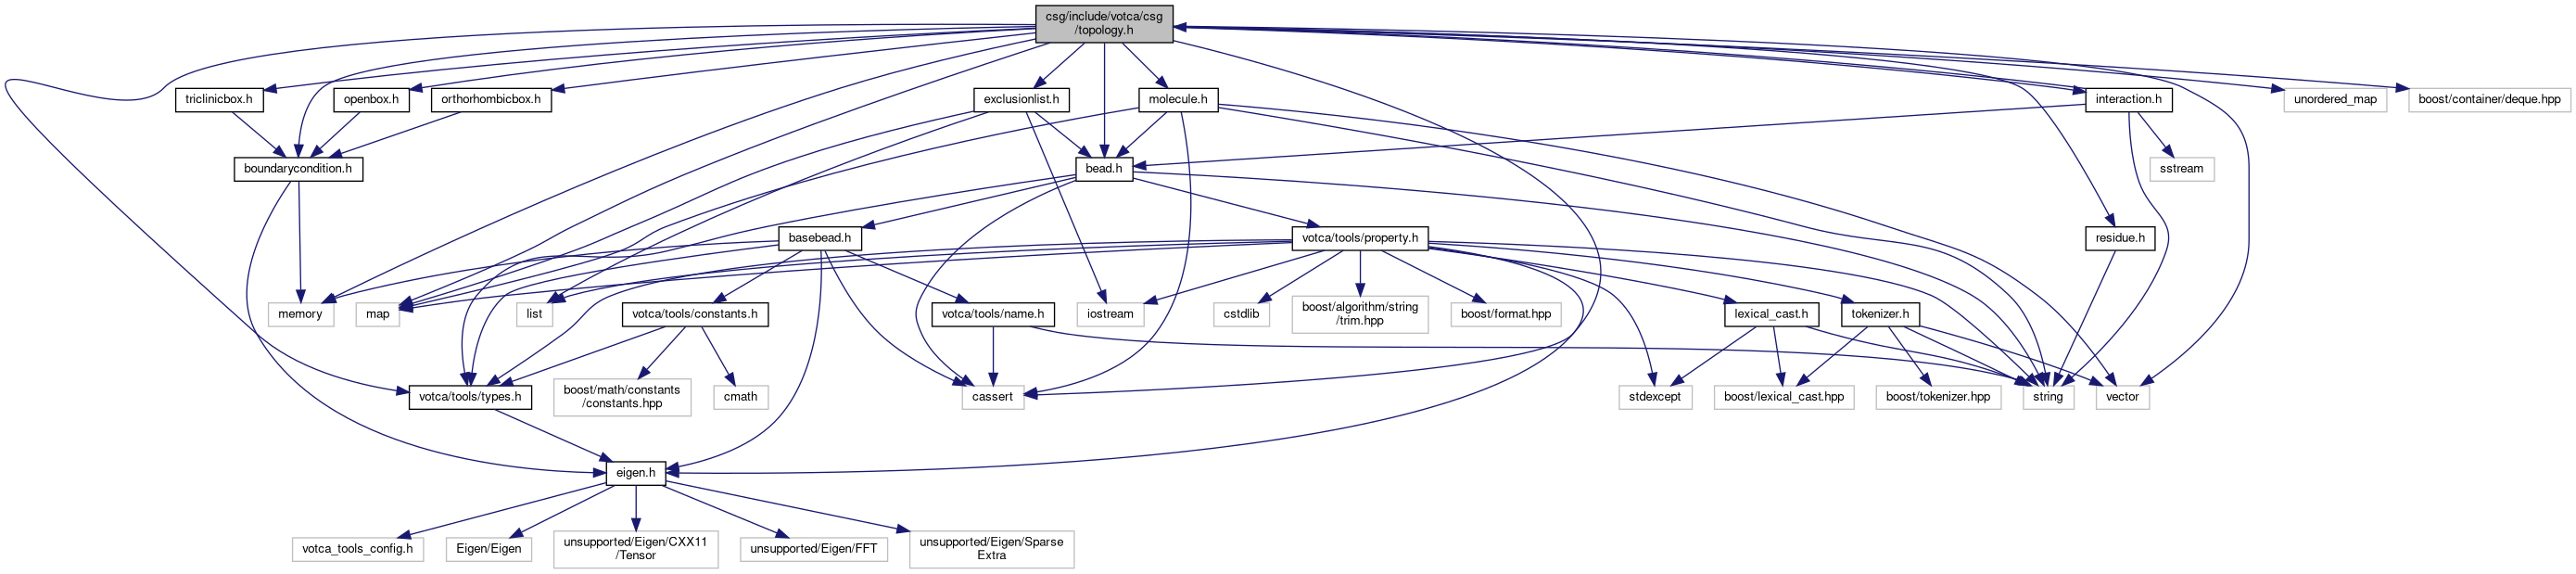 csg/include/votca/csg
/topology.h
triclinicbox.h
openbox.h
orthorhombicbox.h
exclusionlist.h
molecule.h
interaction.h
unordered_map
boost/container/deque.hpp
boundarycondition.h
bead.h
sstream
basebead.h
votca/tools/property.h
residue.h
memory
map
list
votca/tools/constants.h
votca/tools/name.h
iostream
cstdlib
boost/algorithm/string
/trim.hpp
boost/format.hpp
lexical_cast.h
tokenizer.h
votca/tools/types.h
boost/math/constants
/constants.hpp
cmath
cassert
stdexcept
boost/lexical_cast.hpp
boost/tokenizer.hpp
string
vector
eigen.h
votca_tools_config.h
Eigen/Eigen
unsupported/Eigen/CXX11
/Tensor
unsupported/Eigen/FFT
unsupported/Eigen/Sparse
Extra